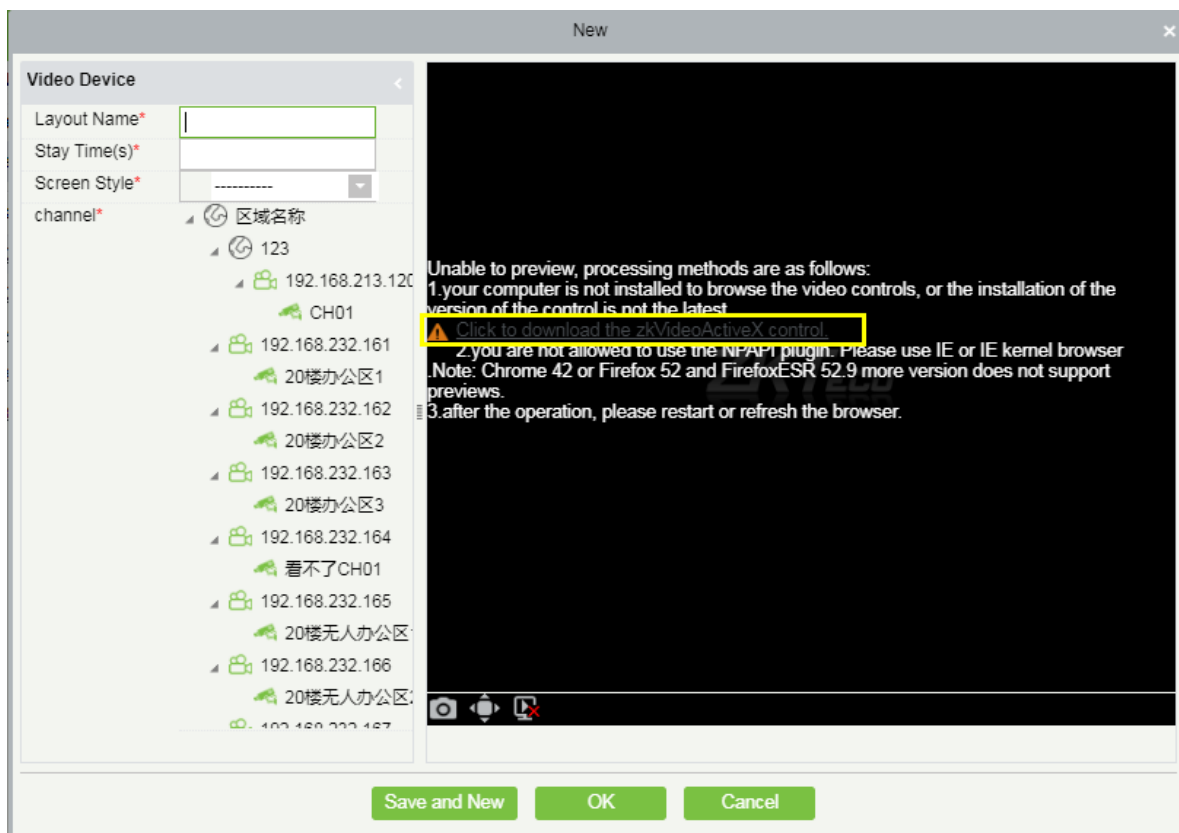 New
Video Device
Layout Name*
Stay Time(s)*
Screen Style* ----------
channel* 区域名称
123
192.168.213.120
CH01
192.168.232.161
20楼办公区1
192.168.232.162
20楼办公区2
192.168.232.163
20楼办公区3
192.168.232.164
看不了CH01
192.168.232.165
20楼无人办公区
192.168.232.166
20楼无人办公区
192.168.232.167
Unable to preview, processing methods are as follows:
1.your computer is not installed to browse the video controls, or the installation of the
version of the control is not the latest
Click to download the zkVideoActiveX control.
2.you are not allowed to use the NPAPI plugin. Please use IE or IE kernel browser
.Note: Chrome 42 or Firefox 52 and FirefoxESR 52.9 more version does not support
previews.
3.after the operation, please restart or refresh the browser.
Save and New
OK
Cancel